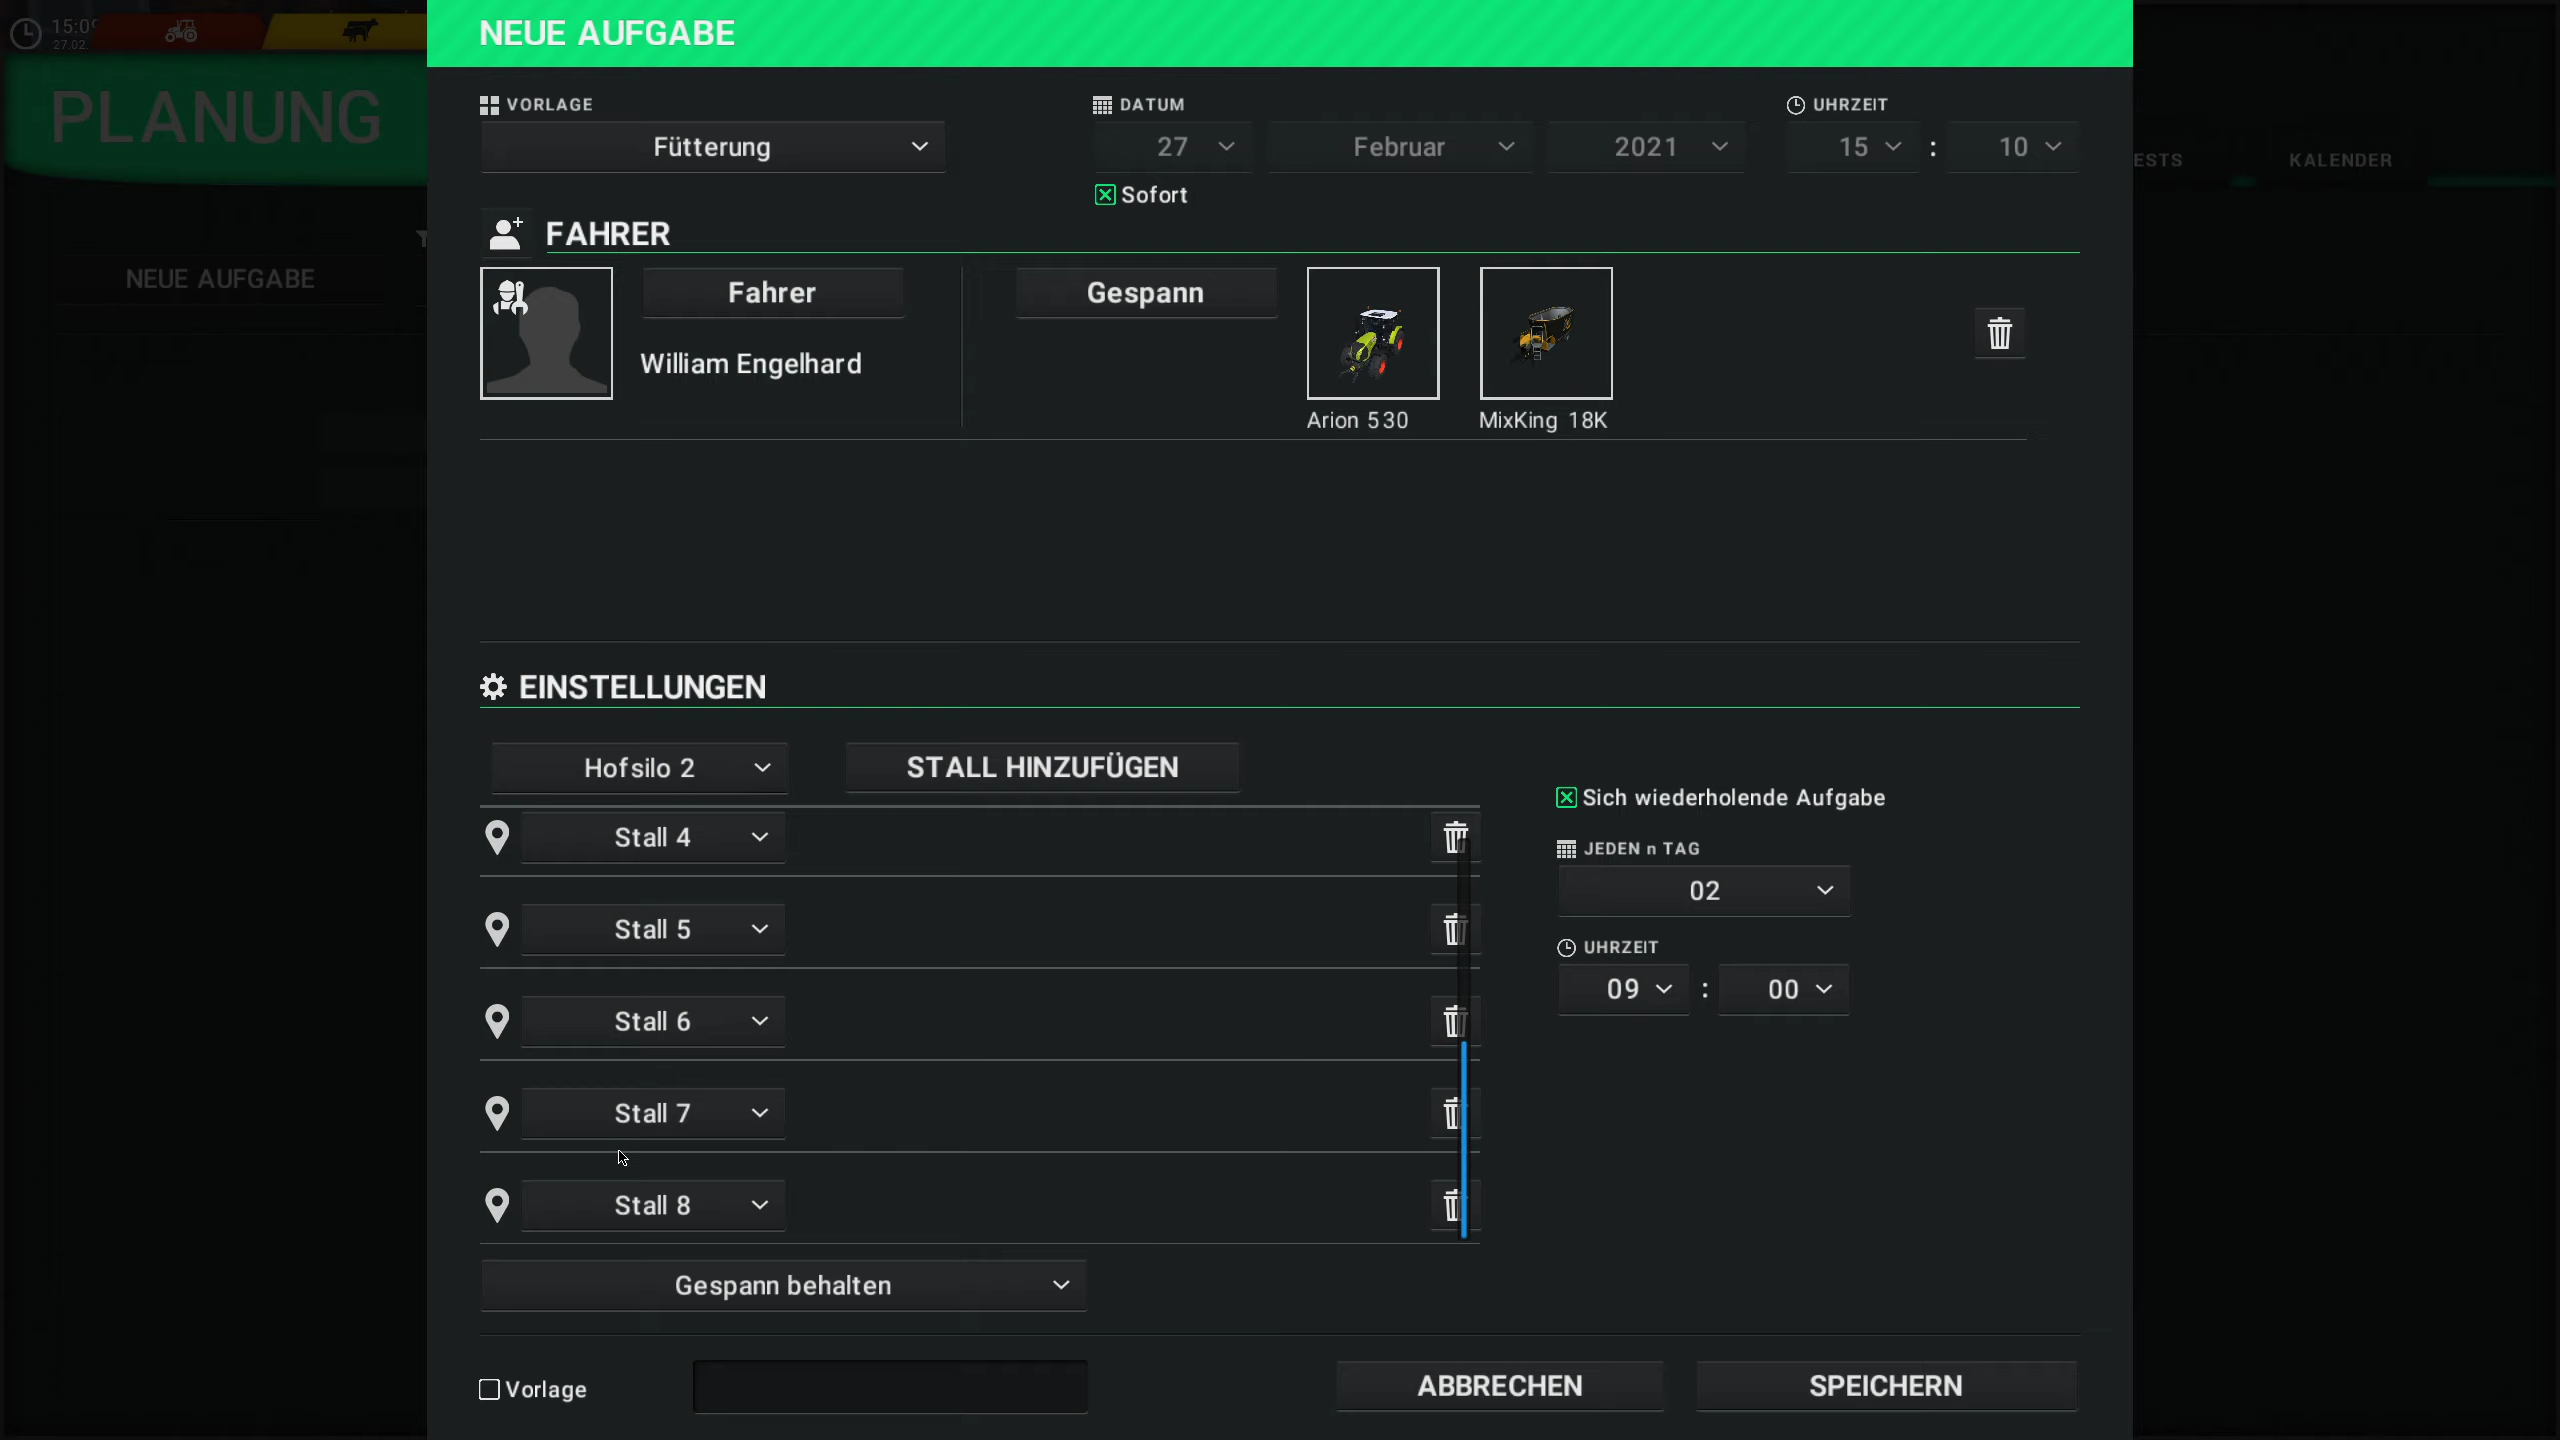 15:09
27.02.
PLANUNG
NEUE AUFGABE
NEUE AUFGABE
VORLAGE
Fütterung
DATUM
27 Februar 2021
Sofort
UHRZEIT
15 : 10
ESTS
KALENDER
FAHRER
Fahrer
William Engelhard
Gespann
Arion 530
MixKing 18K
EINSTELLUNGEN
Hofsilo 2
STALL HINZUFÜGEN
Stall 4
Stall 5
Stall 6
Stall 7
Stall 8
Gespann behalten
Sich wiederholende Aufgabe
JEDEN n TAG
02
UHRZEIT
09 : 00
Vorlage
ABBRECHEN
SPEICHERN